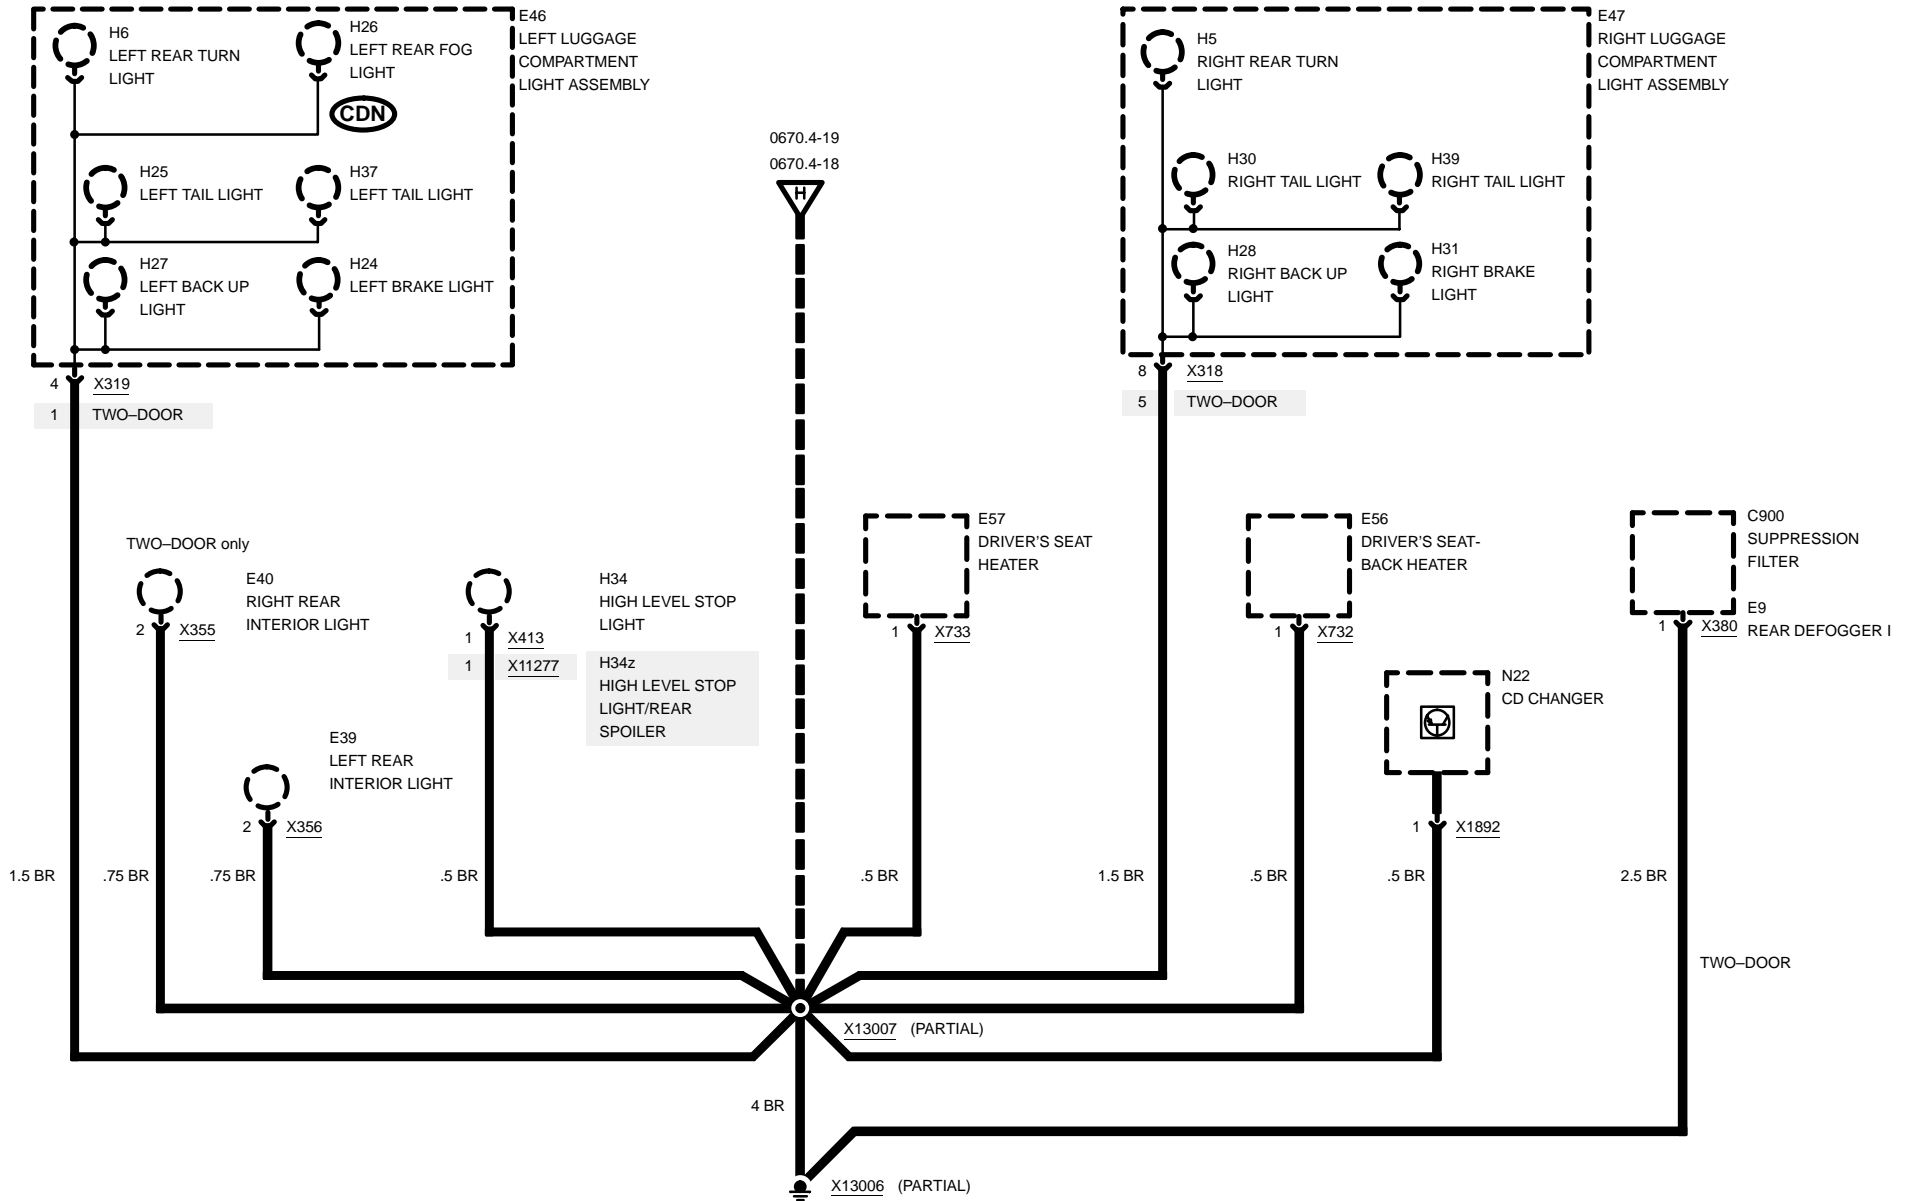 H6
LEFT REAR TURN
LIGHT
H26
LEFT REAR FOG
LIGHT
CDN
E46
LEFT LUGGAGE
COMPARTMENT
LIGHT ASSEMBLY
H25
LEFT TAIL LIGHT
H37
LEFT TAIL LIGHT
H27
LEFT BACK UP
LIGHT
H24
LEFT BRAKE LIGHT
4 X319
1 TWO–DOOR
0670.4-19
0670.4-18
H
H5
RIGHT REAR TURN
LIGHT
E47
RIGHT LUGGAGE
COMPARTMENT
LIGHT ASSEMBLY
H30
RIGHT TAIL LIGHT
H39
RIGHT TAIL LIGHT
H28
RIGHT BACK UP
LIGHT
H31
RIGHT BRAKE
LIGHT
8 X318
5 TWO–DOOR
TWO–DOOR only
E40
RIGHT REAR
INTERIOR LIGHT
2 X355
E39
LEFT REAR
INTERIOR LIGHT
2 X356
H34
HIGH LEVEL STOP
LIGHT
1 X413
1 X11277
H34z
HIGH LEVEL STOP
LIGHT/REAR
SPOILER
E57
DRIVER'S SEAT
HEATER
1 X733
E56
DRIVER'S SEAT-
BACK HEATER
1 X732
C900
SUPPRESSION
FILTER
E9
REAR DEFOGGER I
1 X380
N22
CD CHANGER
1 X1892
1.5 BR
.75 BR
.75 BR
.5 BR
.5 BR
1.5 BR
.5 BR
.5 BR
2.5 BR
TWO–DOOR
X13007 (PARTIAL)
4 BR
X13006 (PARTIAL)